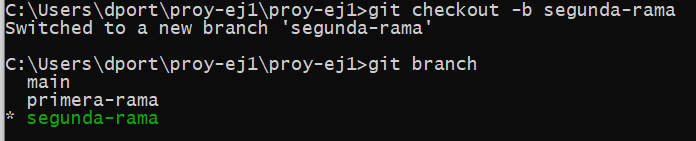 C:\Users\dport\proy-ej1\proy-ej1>git checkout -b segunda-rama
Switched to a new branch 'segunda-rama'
C:\Users\dport\proy-ej1\proy-ej1>git branch
  main
  primera-rama
* segunda-rama